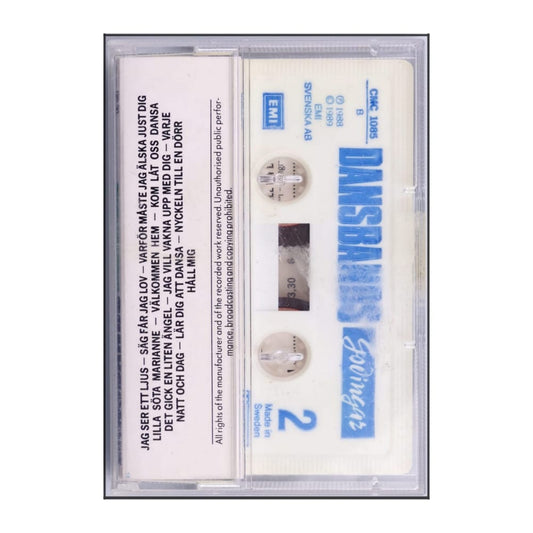 JAG SER ETT LJUS – SÄG FÅR JAG LOV – VARFÖR MÅSTE JAG ÄLSKA JUST DIG
LILLA SÖTA MARIANNE – VÄLKOMMEN HEM – KOM LÅT OSS DANSA
DET GICK EN LITEN ÄNGEL – JAG VILL VAKNA UPP MED DIG – VARJE
NATT OCH DAG – LÄR DIG ATT DANSA – NYCKELN TILL EN DÖRR
HÅLL MIG
All rights of the manufacturer and of the recorded work reserved. Unauthorised public perfor-
mance, broadcasting and copying prohibited.
EMI
℗ 1988
© 1989
EMI
SVENSKA AB
CMC 1085
B
DANSBA
Godingar
2
Made in
Sweden